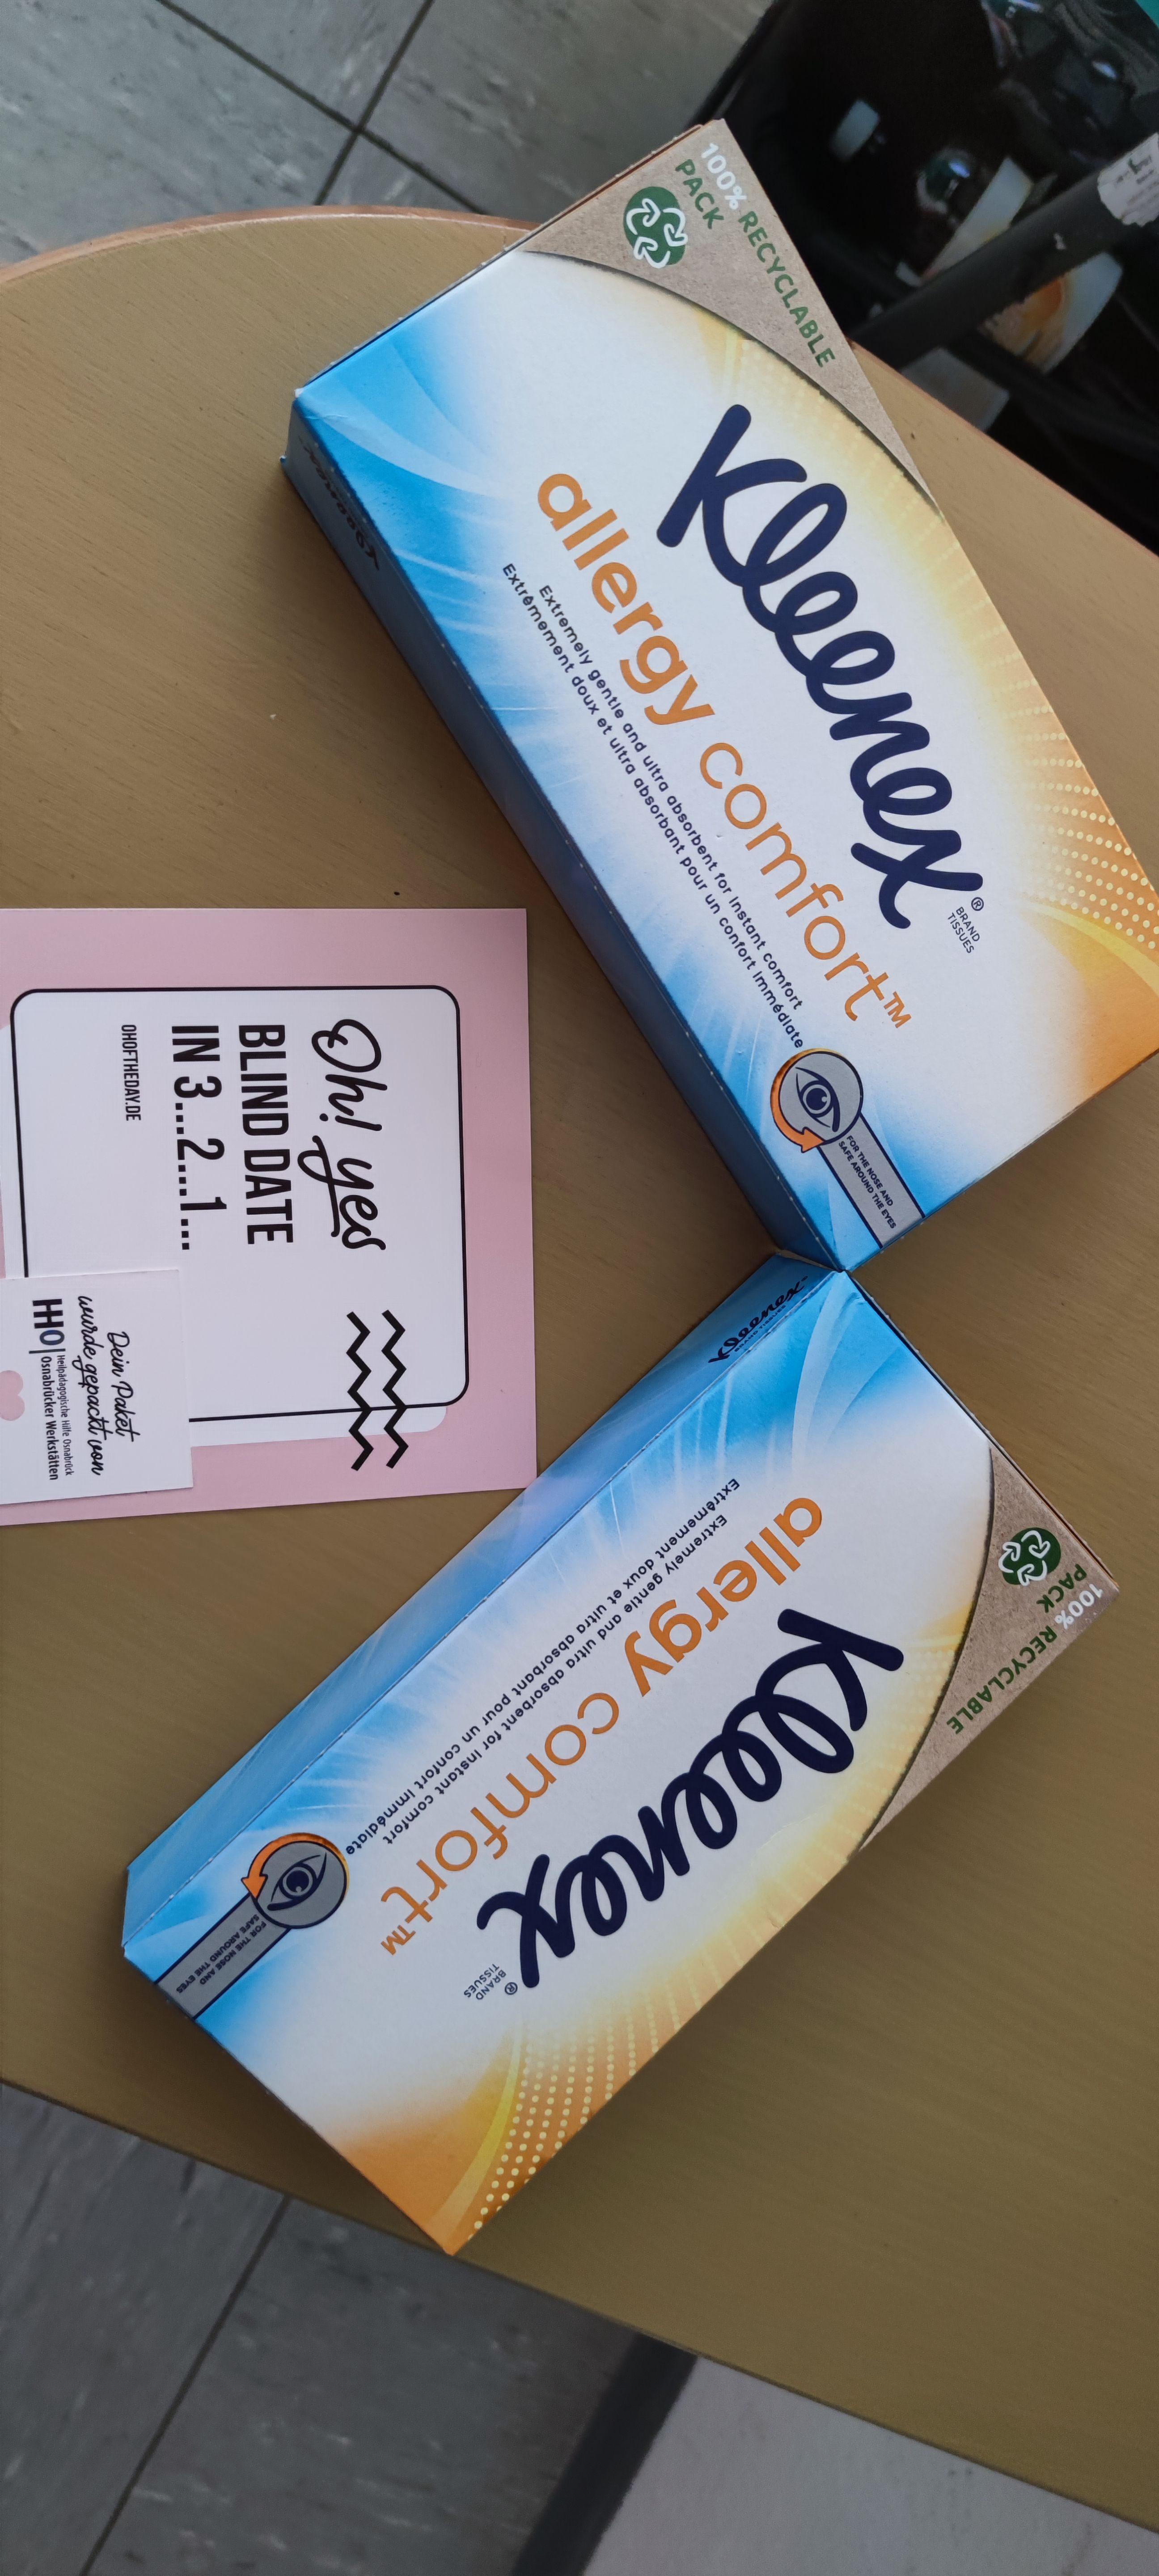 100% RECYCLABLE
PACK
Kleenex®
BRAND
TISSUES
allergy comfort™
Extremely gentle and ultra absorbent for instant comfort
Extrêmement doux et ultra absorbant pour un confort immédiate
FOR THE NOSE AND
SAFE AROUND THE EYES
Kleenex
Oh! yes
BLIND DATE
IN 3...2...1...
OHOFTHEDAY.DE
Dein Paket
wurde gepackt von
HHO
Heilpädagogische Hilfe Osnabrück
Osnabrücker Werkstätten
Kleenex
BRAND TISSUES
100% RECYCLABLE
PACK
Kleenex®
BRAND
TISSUES
allergy comfort™
Extremely gentle and ultra absorbent for instant comfort
Extrêmement doux et ultra absorbant pour un confort immédiate
FOR THE NOSE AND
SAFE AROUND THE EYES